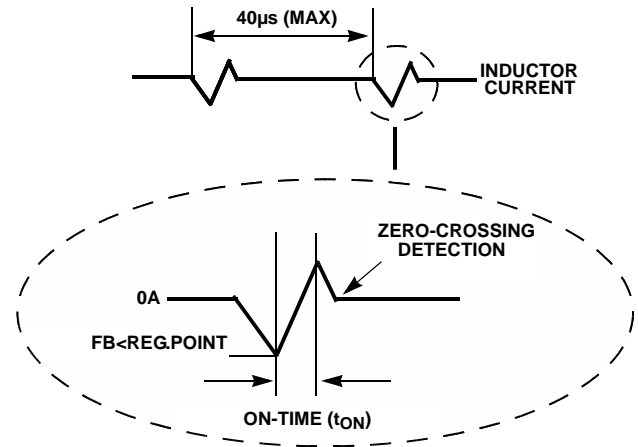 40µs (MAX)
INDUCTOR
CURRENT
ZERO-CROSSING
DETECTION
0A
FB<REG.POINT
ON-TIME (tON)